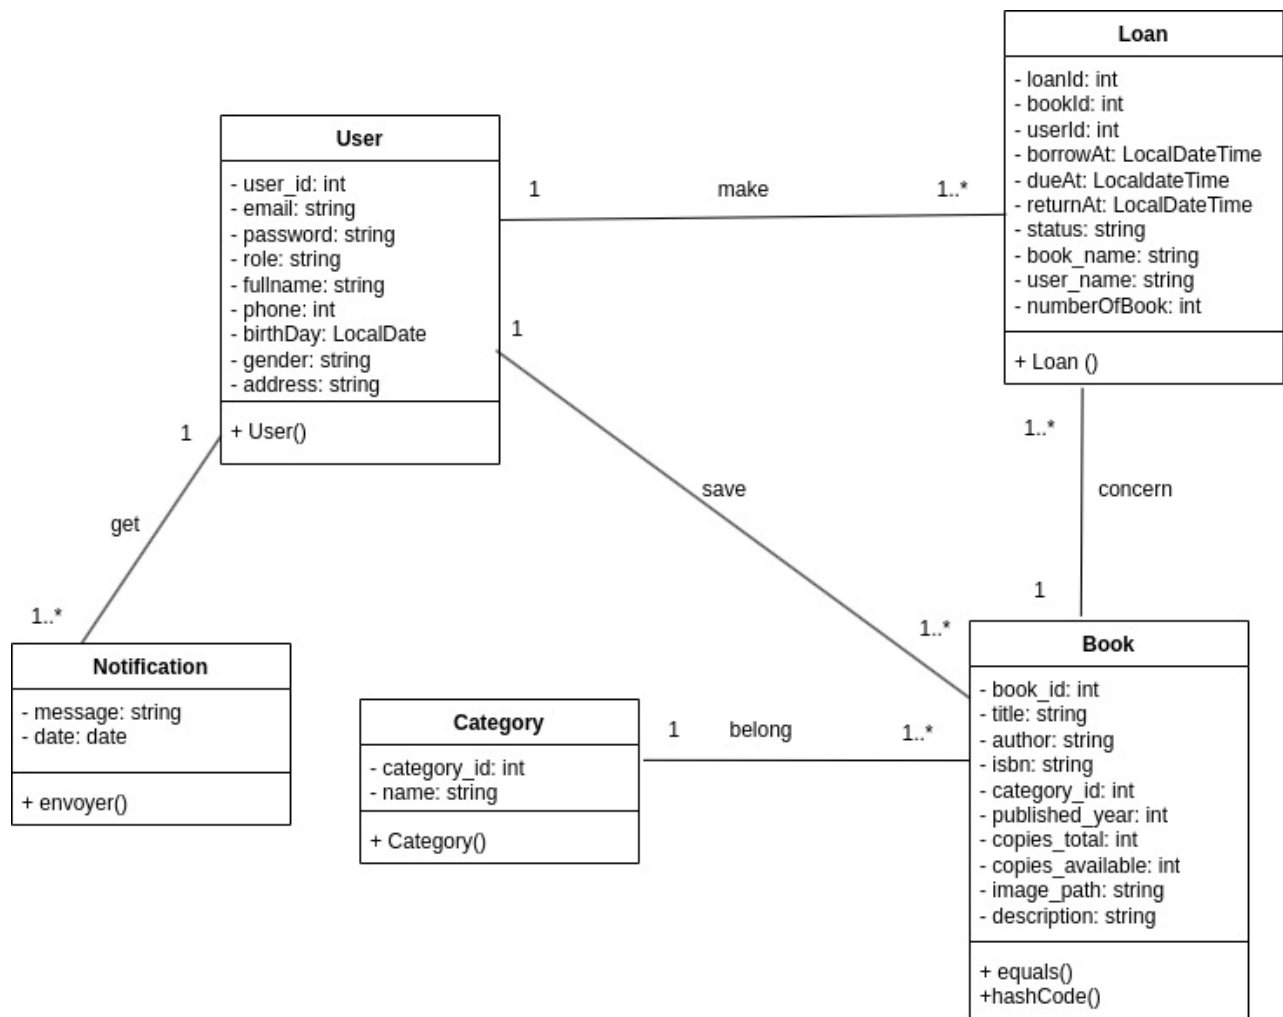 Loan
- loanId: int
- bookId: int
- userId: int
- borrowAt: LocalDateTime
- dueAt: LocaldateTime
- returnAt: LocalDateTime
- status: string
- book_name: string
- user_name: string
- numberOfBook: int
+ Loan ()
User
- user_id: int
- email: string
- password: string
- role: string
- fullname: string
- phone: int
- birthDay: LocalDate
- gender: string
- address: string
+ User()
1
make
1..*
1
save
1..*
1
get
1..*
1..*
concern
1
Notification
- message: string
- date: date
+ envoyer()
Category
- category_id: int
- name: string
+ Category()
1
belong
1..*
Book
- book_id: int
- title: string
- author: string
- isbn: string
- category_id: int
- published_year: int
- copies_total: int
- copies_available: int
- image_path: string
- description: string
+ equals()
+hashCode()